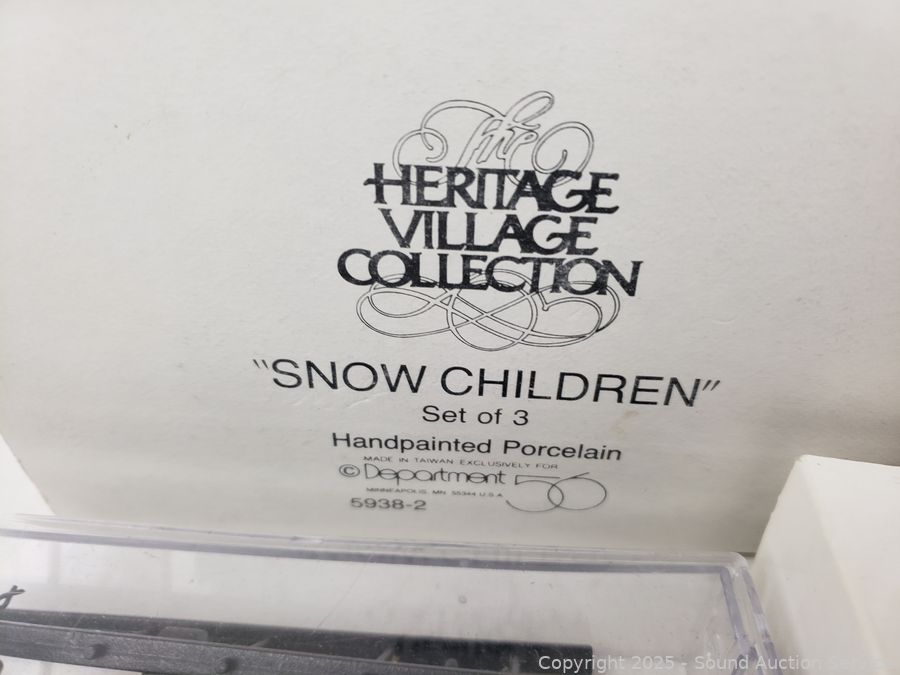 The
HERITAGE
VILLAGE
COLLECTION
"SNOW CHILDREN"
Set of 3
Handpainted Porcelain
MADE IN TAIWAN EXCLUSIVELY FOR
© Department 56
MINNEAPOLIS, MN 55344 U.S.A.
5938-2
Copyright 2025 - Sound Auction Service